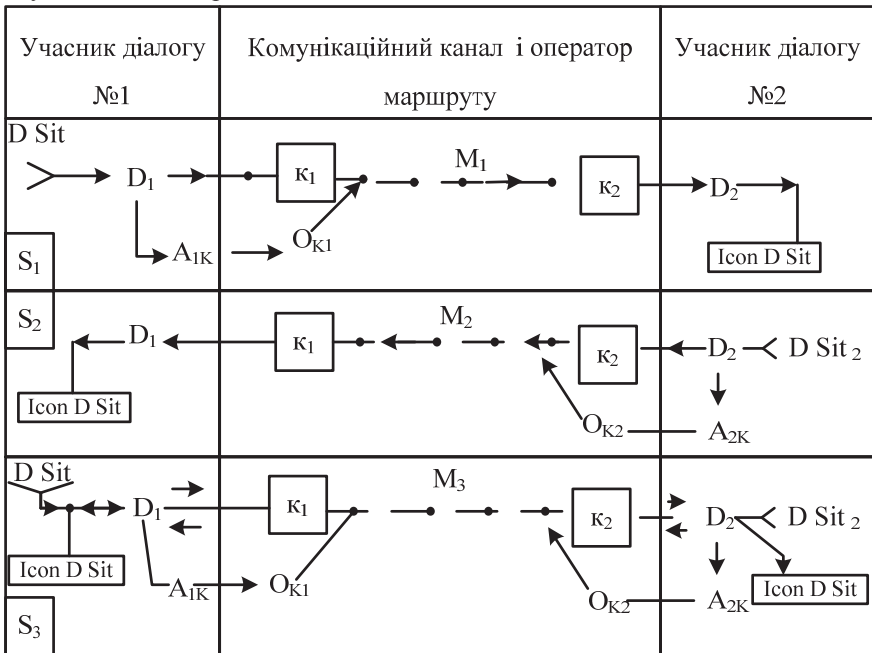 Учасник діалогу №1
Комунікаційний канал і оператор маршруту
Учасник діалогу №2
D Sit
D₁
к₁
M₁
к₂
D₂
A₁K
OK1
Icon D Sit
S₁
S₂
D₁
к₁
M₂
к₂
D₂
D Sit ₂
Icon D Sit
OK2
A₂K
D Sit
D₁
к₁
M₃
к₂
D₂
D Sit ₂
Icon D Sit
A₁K
OK1
OK2
A₂K
Icon D Sit
S₃